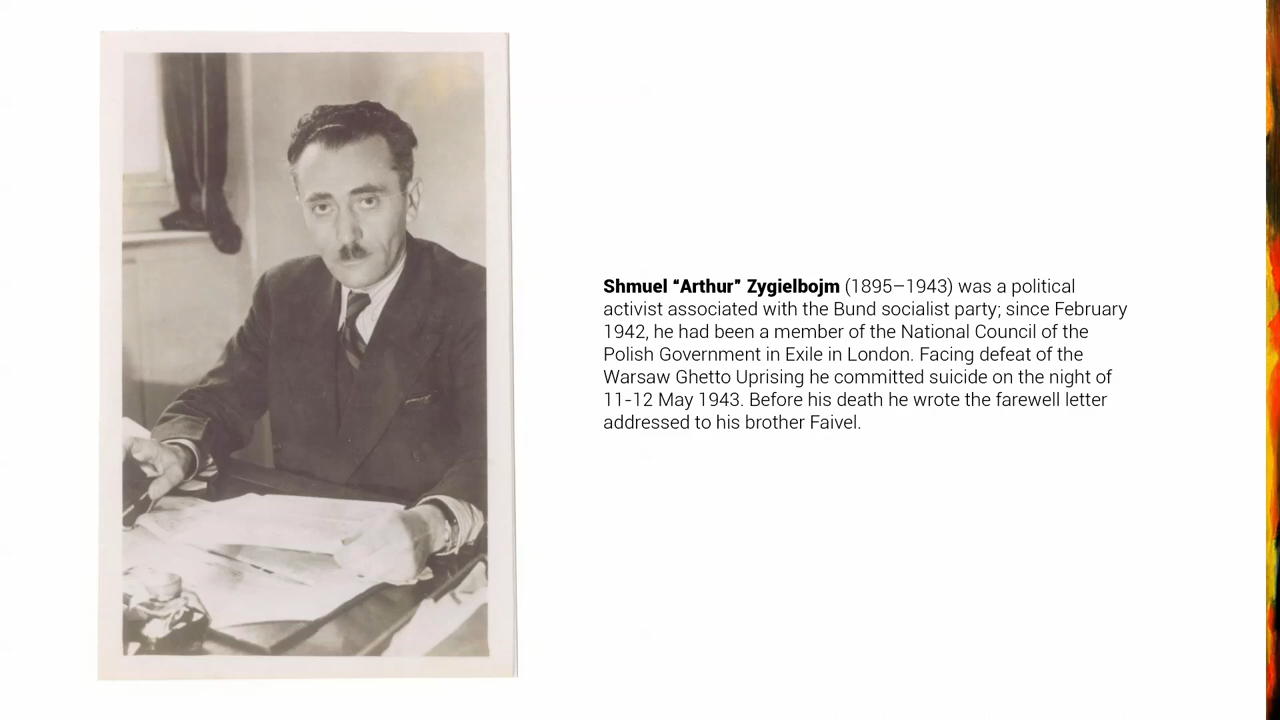 Shmuel “Arthur” Zygielbojm (1895–1943) was a political
activist associated with the Bund socialist party; since February
1942, he had been a member of the National Council of the
Polish Government in Exile in London. Facing defeat of the
Warsaw Ghetto Uprising he committed suicide on the night of
11-12 May 1943. Before his death he wrote the farewell letter
addressed to his brother Faivel.